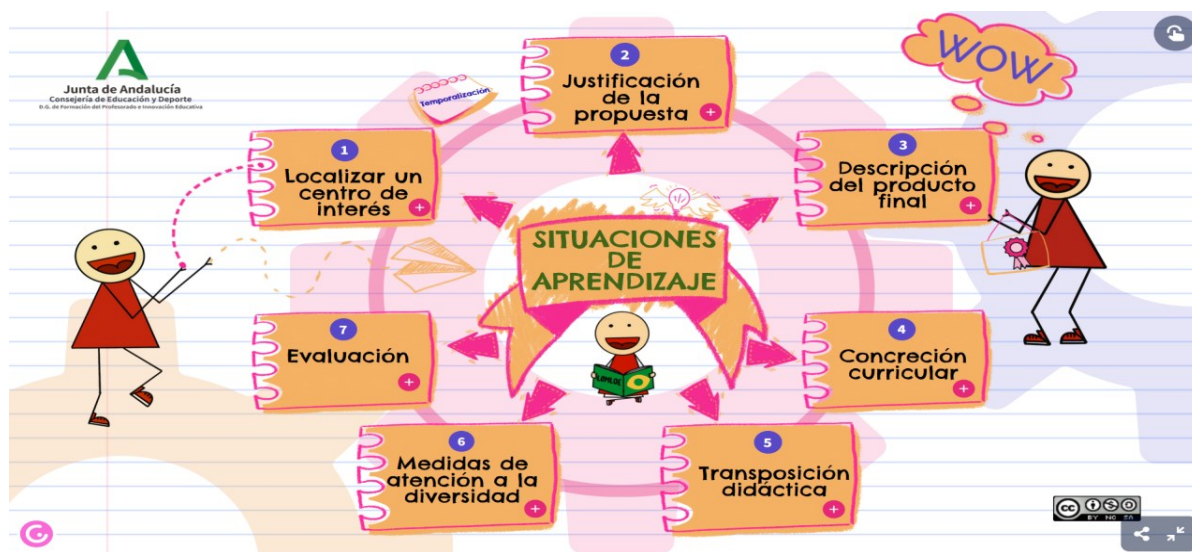 Junta de Andalucía
Consejería de Educación y Deporte
D.G. de Formación del Profesorado e Innovación Educativa
Temporalización
WOW
1
Localizar un
centro de
interés
+
2
Justificación
de la
propuesta
+
3
Descripción
del producto
final
+
SITUACIONES
DE
APRENDIZAJE
LOMLOE
4
Concreción
curricular
+
5
Transposición
didáctica
+
6
Medidas de
atención a la
diversidad
+
7
Evaluación
+
cc
BY NC SA